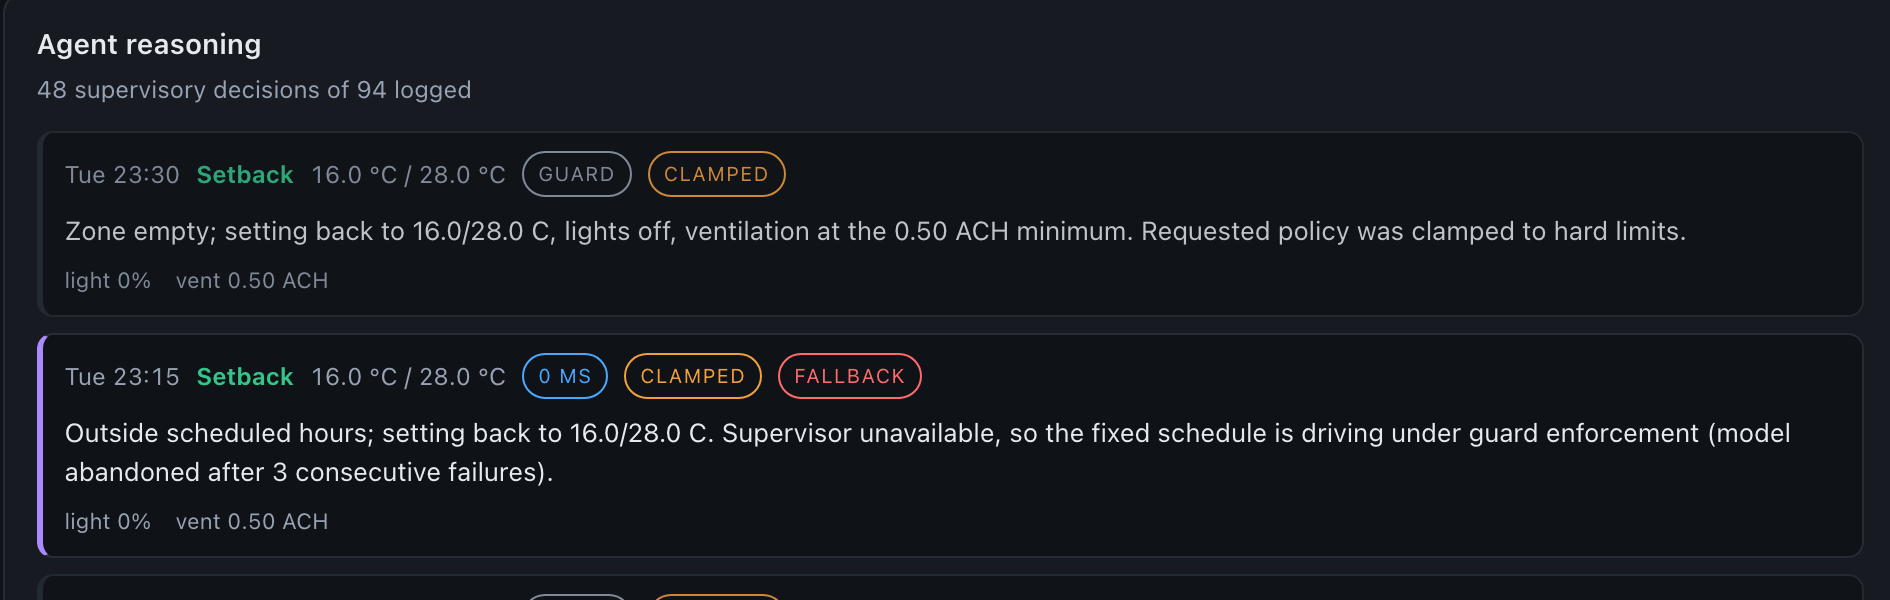 Agent reasoning
48 supervisory decisions of 94 logged
Tue 23:30 Setback 16.0 °C / 28.0 °C GUARD CLAMPED
Zone empty; setting back to 16.0/28.0 C, lights off, ventilation at the 0.50 ACH minimum. Requested policy was clamped to hard limits.
light 0% vent 0.50 ACH
Tue 23:15 Setback 16.0 °C / 28.0 °C 0 MS CLAMPED FALLBACK
Outside scheduled hours; setting back to 16.0/28.0 C. Supervisor unavailable, so the fixed schedule is driving under guard enforcement (model
abandoned after 3 consecutive failures).
light 0% vent 0.50 ACH